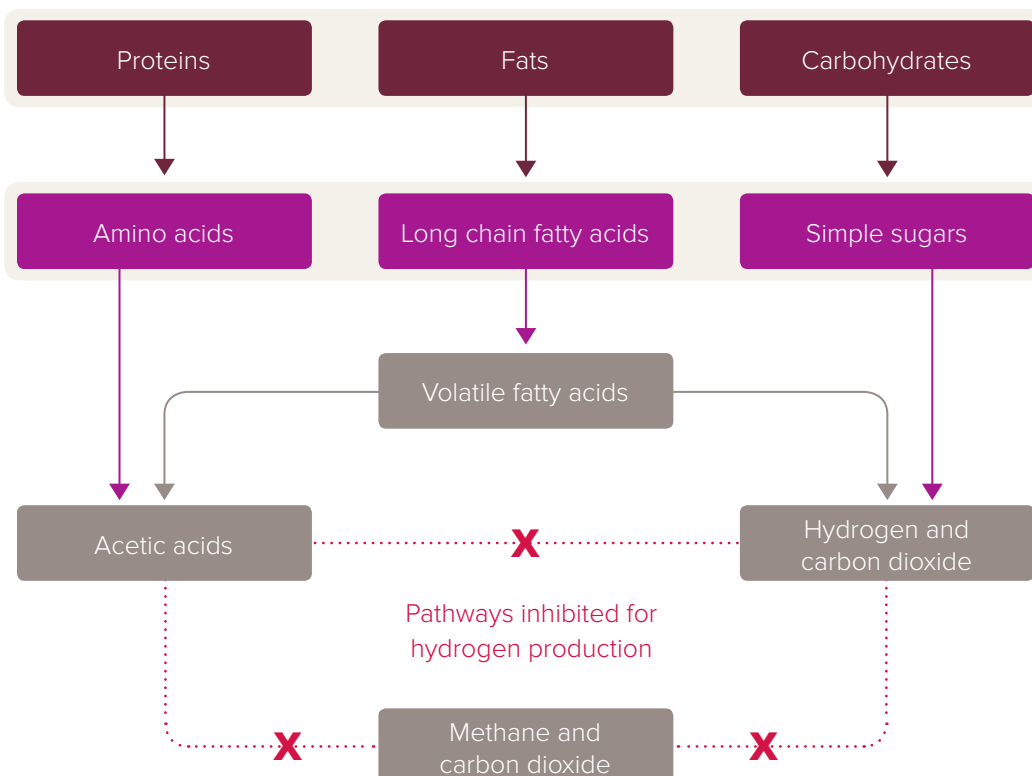 Proteins
Fats
Carbohydrates
Amino acids
Long chain fatty acids
Simple sugars
Volatile fatty acids
Acetic acids
X
Hydrogen and
carbon dioxide
Pathways inhibited for
hydrogen production
X
Methane and
carbon dioxide
X